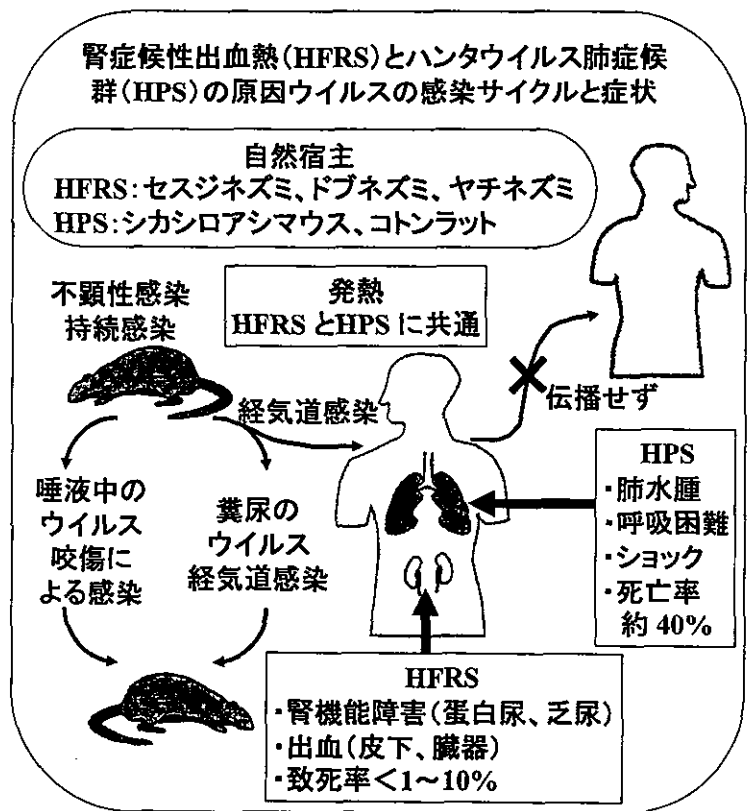 腎症候性出血熱(HFRS)とハンタウイルス肺症候
群(HPS)の原因ウイルスの感染サイクルと症状
自然宿主
HFRS:セスジネズミ、ドブネズミ、ヤチネズミ
HPS:シカシロアシマウス、コトンラット
不顕性感染
持続感染
発熱
HFRSとHPSに共通
経気道感染
伝播せず
唾液中の
ウイルス
咬傷に
よる感染
糞尿の
ウイルス
経気道感染
HPS
・肺水腫
・呼吸困難
・ショック
・死亡率
約40%
HFRS
・腎機能障害(蛋白尿、乏尿)
・出血(皮下、臓器)
・致死率<1～10%